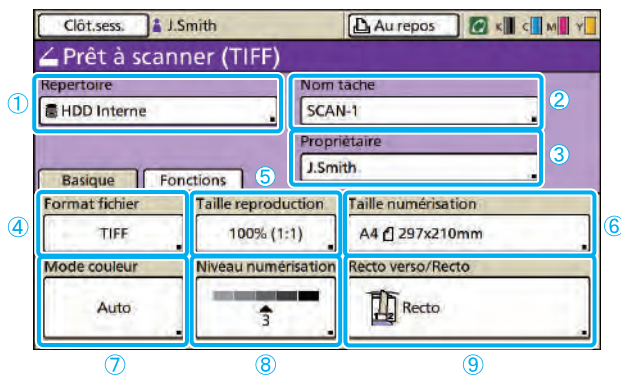 Clôt.sess. J.Smith Au repos K C M Y
Prêt à scanner (TIFF)
Répertoire Nom tâche
① HDD Interne SCAN-1 ②
Propriétaire
J.Smith ③
Basique Fonctions ⑤
Format fichier Taille reproduction Taille numérisation
④ TIFF 100% (1:1) A4 297x210mm ⑥
Mode couleur Niveau numérisation Recto verso/Recto
Auto 3 Recto
⑦ ⑧ ⑨